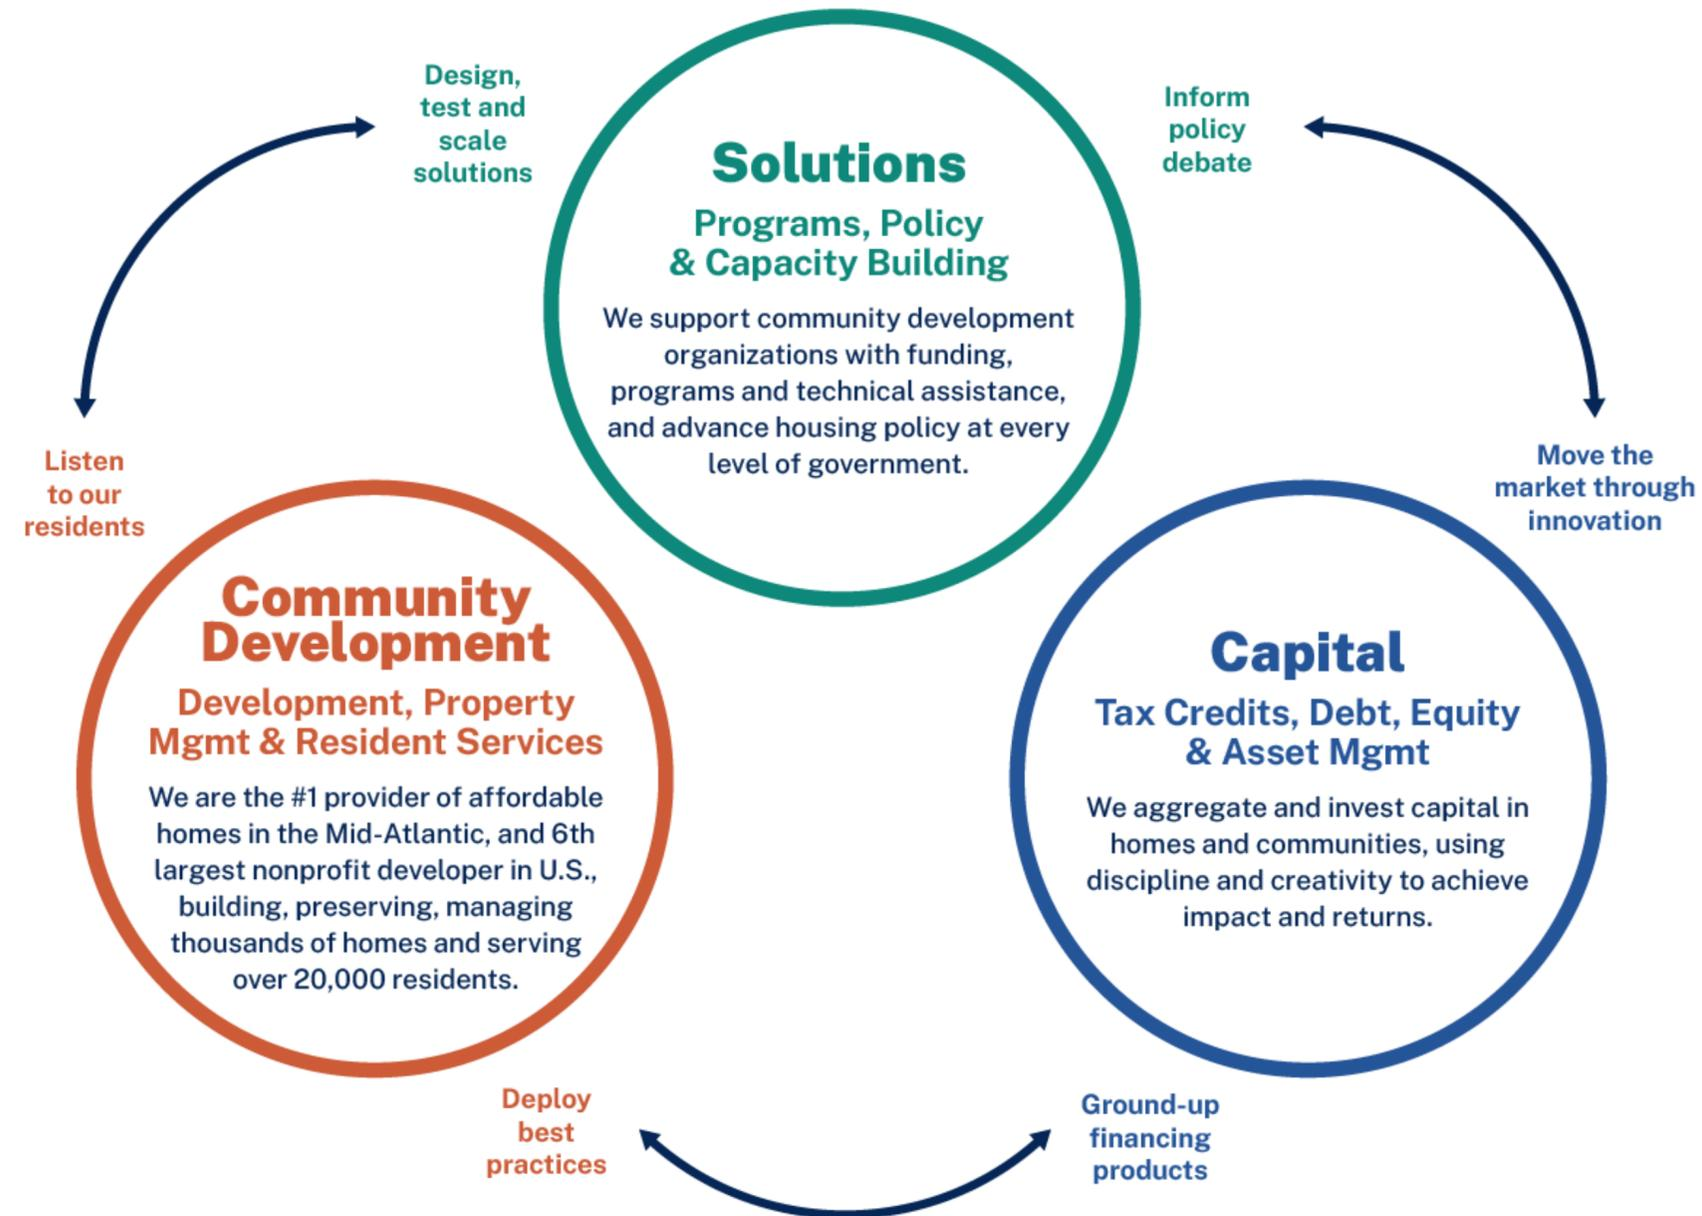 Design,
test and
scale
solutions
Inform
policy
debate
Solutions
Programs, Policy
& Capacity Building
We support community development
organizations with funding,
programs and technical assistance,
and advance housing policy at every
level of government.
Listen
to our
residents
Move the
market through
innovation
Community
Development
Development, Property
Mgmt & Resident Services
We are the #1 provider of affordable
homes in the Mid-Atlantic, and 6th
largest nonprofit developer in U.S.,
building, preserving, managing
thousands of homes and serving
over 20,000 residents.
Capital
Tax Credits, Debt, Equity
& Asset Mgmt
We aggregate and invest capital in
homes and communities, using
discipline and creativity to achieve
impact and returns.
Deploy
best
practices
Ground-up
financing
products